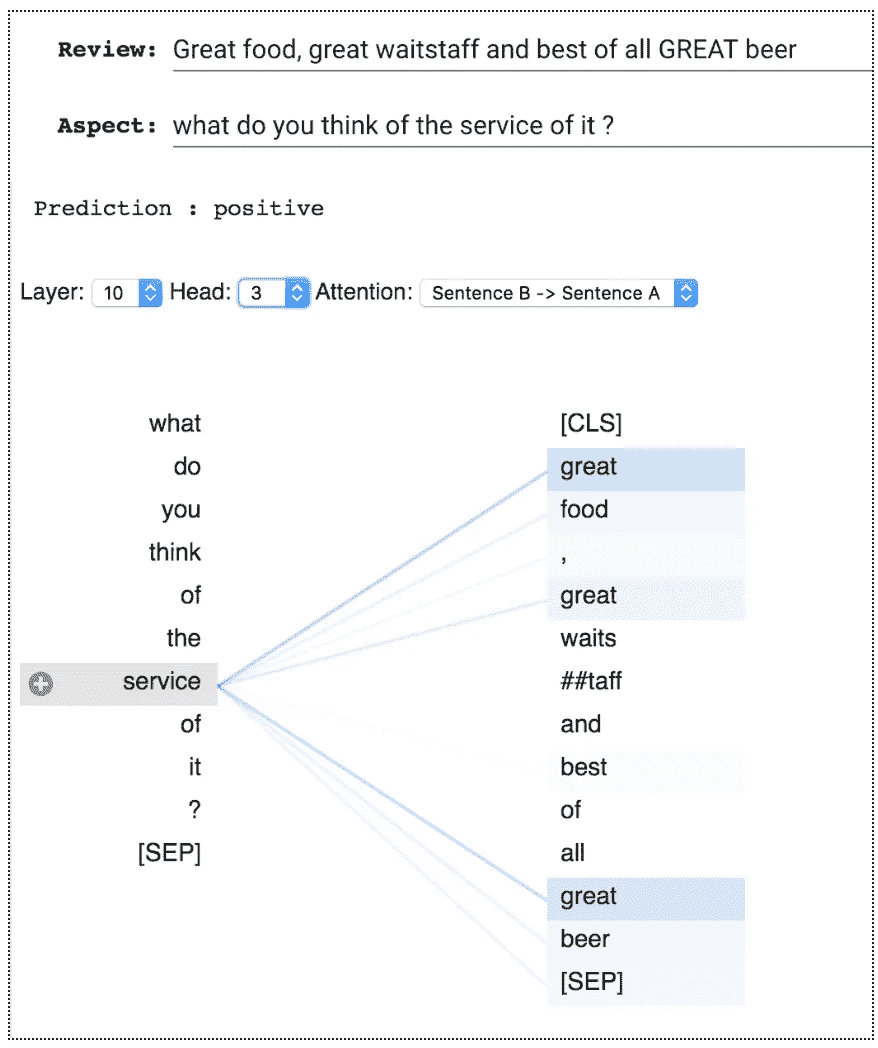 Review: Great food, great waitstaff and best of all GREAT beer
Aspect: what do you think of the service of it ?
Prediction : positive
Layer: 10 Head: 3 Attention: Sentence B -> Sentence A
what [CLS]
do great
you food
think ,
of great
the waits
service ##taff
of and
it best
? of
[SEP] all
great
beer
[SEP]